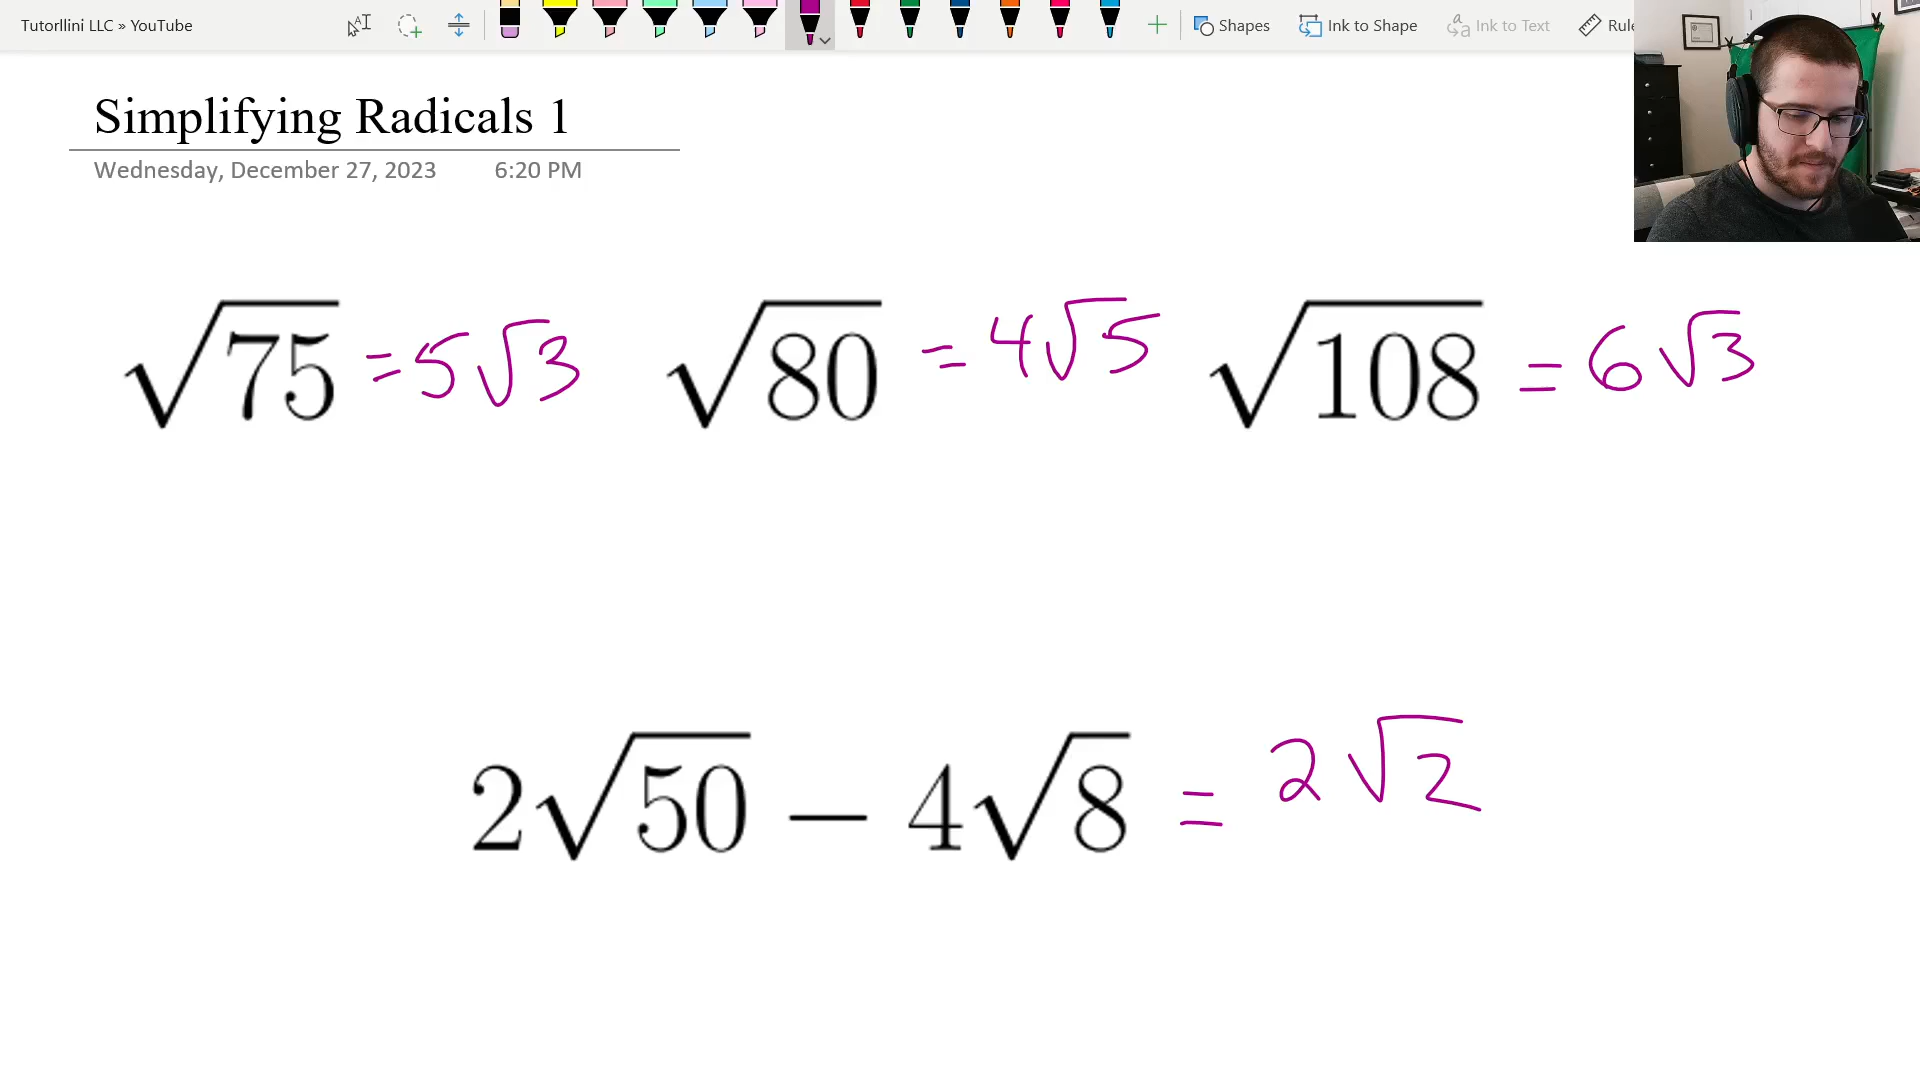 Tutorllini LLC » YouTube
Shapes
Ink to Shape
Ink to Text
Simplifying Radicals 1
Wednesday, December 27, 2023 6:20 PM
√75 = 5√3 √80 = 4√5 √108 = 6√3
2√50 − 4√8 = 2√2